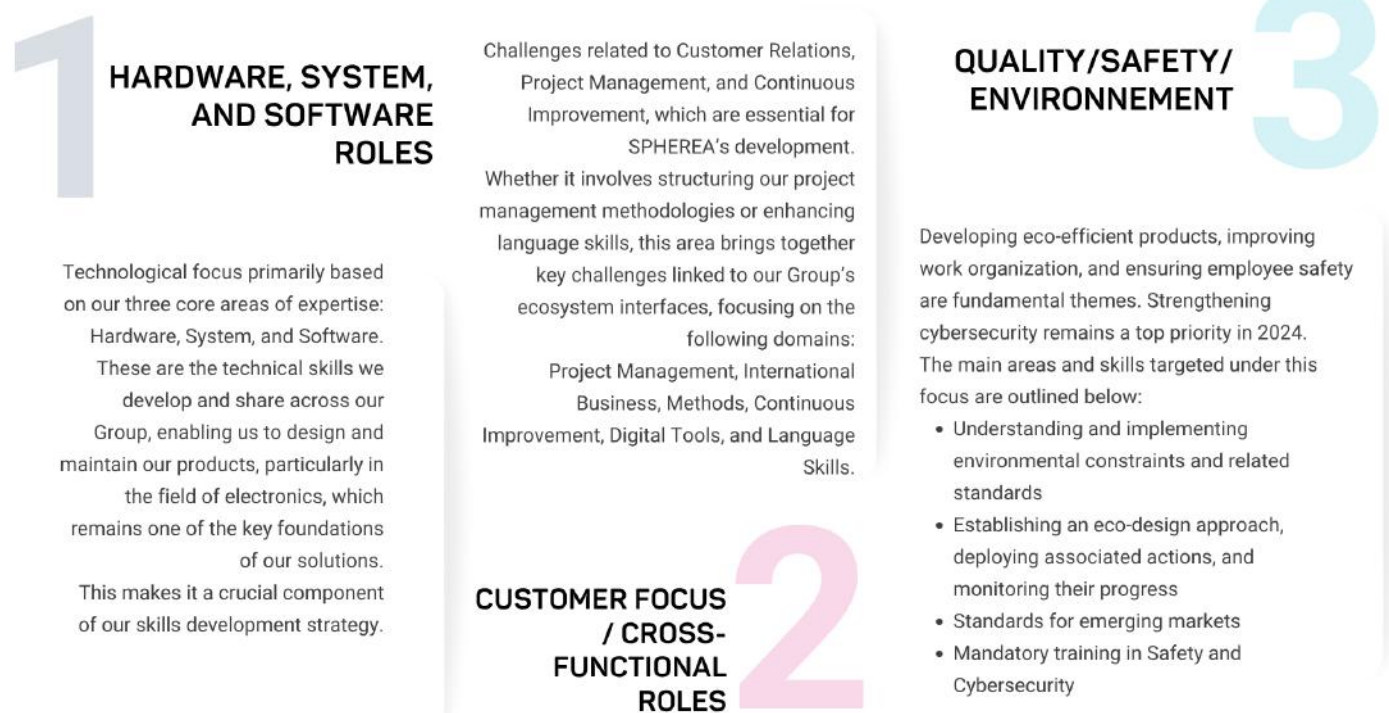 1
HARDWARE, SYSTEM,
AND SOFTWARE
ROLES
Technological focus primarily based
on our three core areas of expertise:
Hardware, System, and Software.
These are the technical skills we
develop and share across our
Group, enabling us to design and
maintain our products, particularly in
the field of electronics, which
remains one of the key foundations
of our solutions.
This makes it a crucial component
of our skills development strategy.
Challenges related to Customer Relations,
Project Management, and Continuous
Improvement, which are essential for
SPHEREA's development.
Whether it involves structuring our project
management methodologies or enhancing
language skills, this area brings together
key challenges linked to our Group's
ecosystem interfaces, focusing on the
following domains:
Project Management, International
Business, Methods, Continuous
Improvement, Digital Tools, and Language
Skills.
2
CUSTOMER FOCUS
/ CROSS-
FUNCTIONAL
ROLES
3
QUALITY/SAFETY/
ENVIRONNEMENT
Developing eco-efficient products, improving
work organization, and ensuring employee safety
are fundamental themes. Strengthening
cybersecurity remains a top priority in 2024.
The main areas and skills targeted under this
focus are outlined below:
• Understanding and implementing
environmental constraints and related
standards
• Establishing an eco-design approach,
deploying associated actions, and
monitoring their progress
• Standards for emerging markets
• Mandatory training in Safety and
Cybersecurity